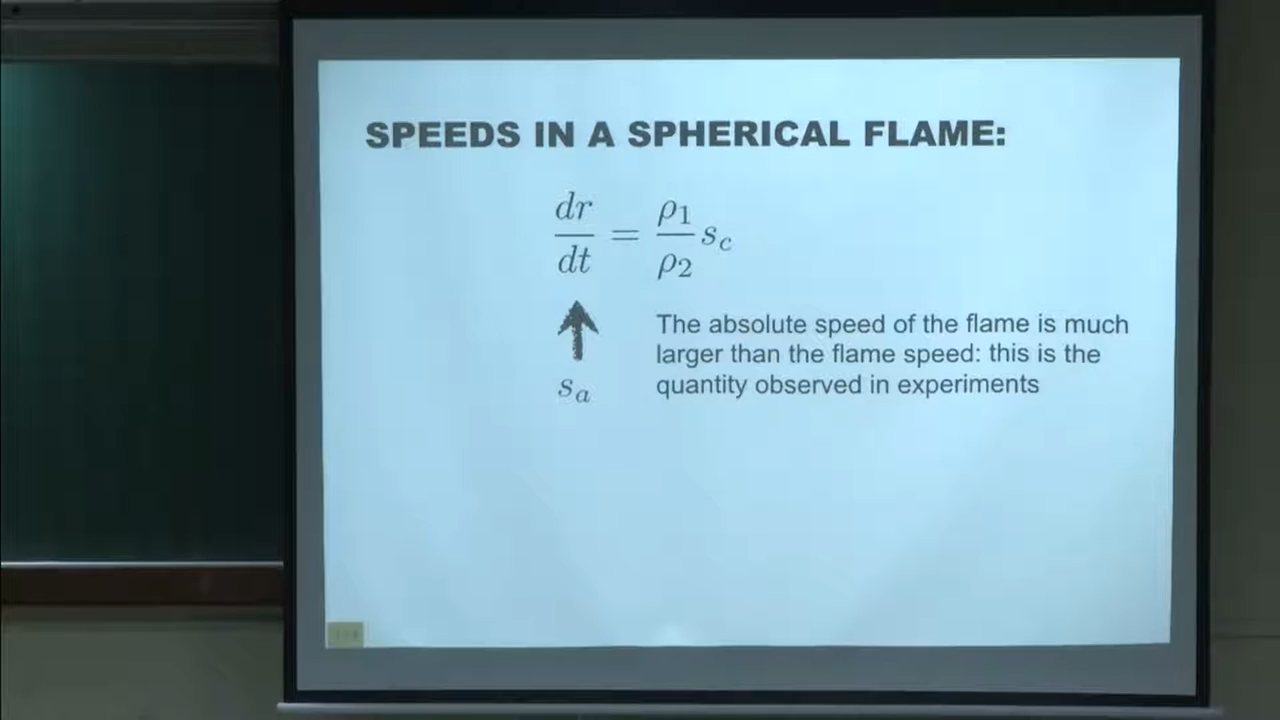 SPEEDS IN A SPHERICAL FLAME:
dr/dt = ρ1/ρ2 sc
The absolute speed of the flame is much
larger than the flame speed: this is the
sa
quantity observed in experiments